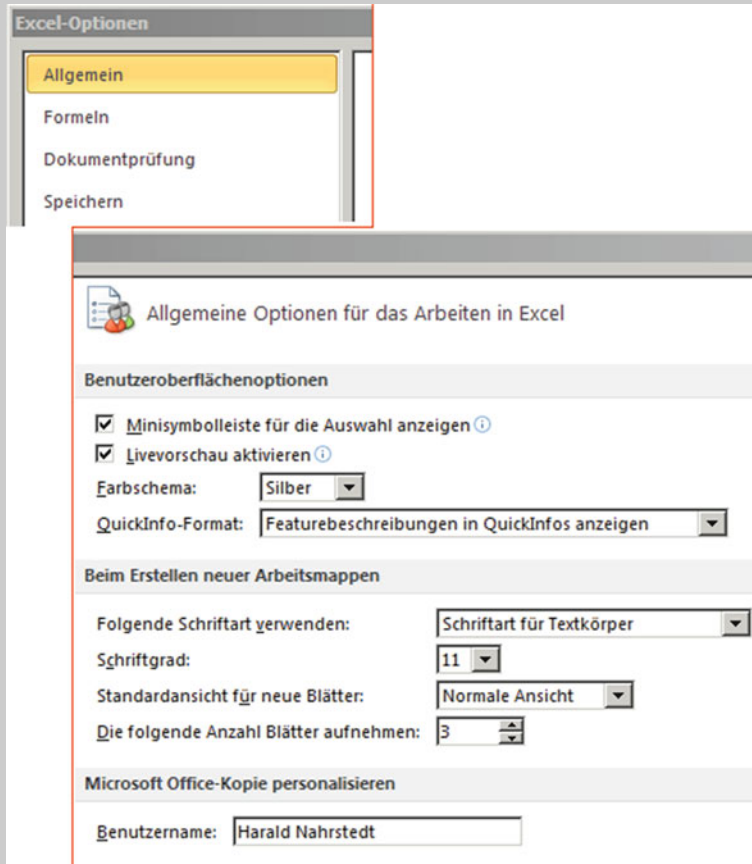 Excel-Optionen
Allgemein
Formeln
Dokumentprüfung
Speichern
Allgemeine Optionen für das Arbeiten in Excel
Benutzeroberflächenoptionen
Minisymbolleiste für die Auswahl anzeigen
Livevorschau aktivieren
Farbschema: Silber
QuickInfo-Format: Featurebeschreibungen in QuickInfos anzeigen
Beim Erstellen neuer Arbeitsmappen
Folgende Schriftart verwenden: Schriftart für Textkörper
Schriftgrad: 11
Standardansicht für neue Blätter: Normale Ansicht
Die folgende Anzahl Blätter aufnehmen: 3
Microsoft Office-Kopie personalisieren
Benutzername: Harald Nahrstedt